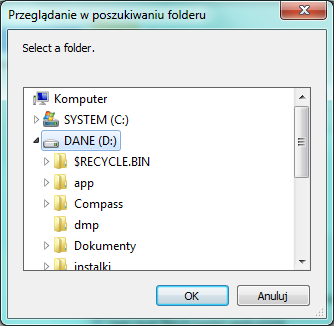 Przeglądanie w poszukiwaniu folderu
Select a folder.
Komputer
SYSTEM (C:)
DANE (D:)
$RECYCLE.BIN
app
Compass
dmp
Dokumenty
instalki
OK
Anuluj